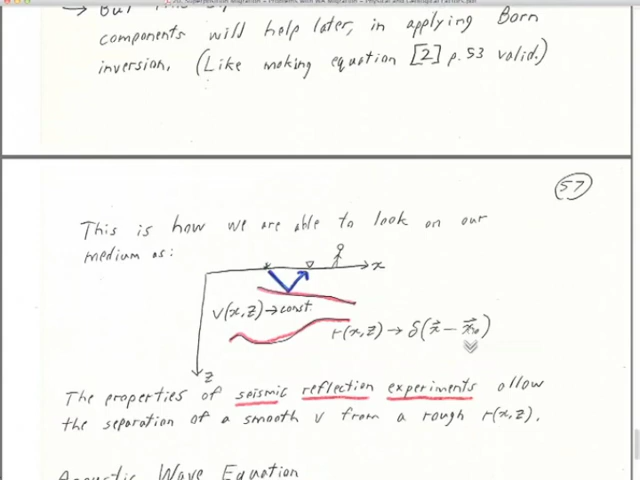 components will help later, in applying Born
inversion. (Like making equation [2] p.53 valid.)
57
This is how we are able to look on our
medium as:
x
v(x,z)→const.
r(x,z) → δ(x⃗ - x⃗₀)
z
The properties of seismic reflection experiments allow
the separation of a smooth v from a rough r(x,z).
Acoustic Wave Equation